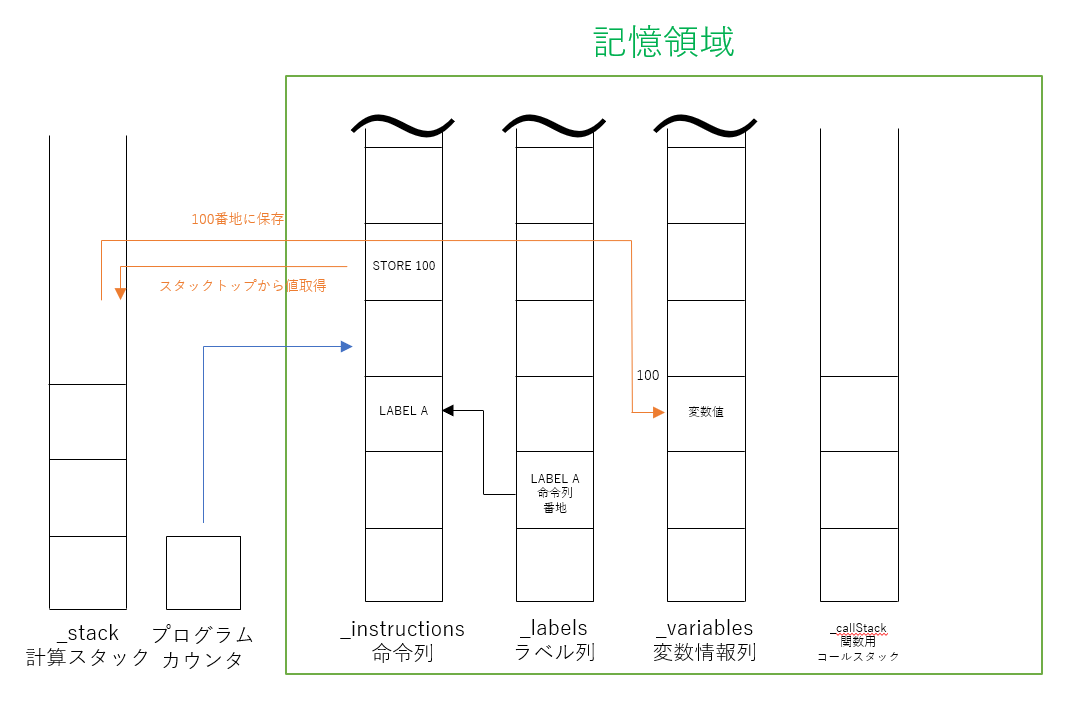 記憶領域
100番地に保存
STORE 100
スタックトップから値取得
100
LABEL A
変数値
LABEL A
命令列
番地
_stack
計算スタック
プログラム
カウンタ
_instructions
命令列
_labels
ラベル列
_variables
変数情報列
_callStack
関数用
コールスタック